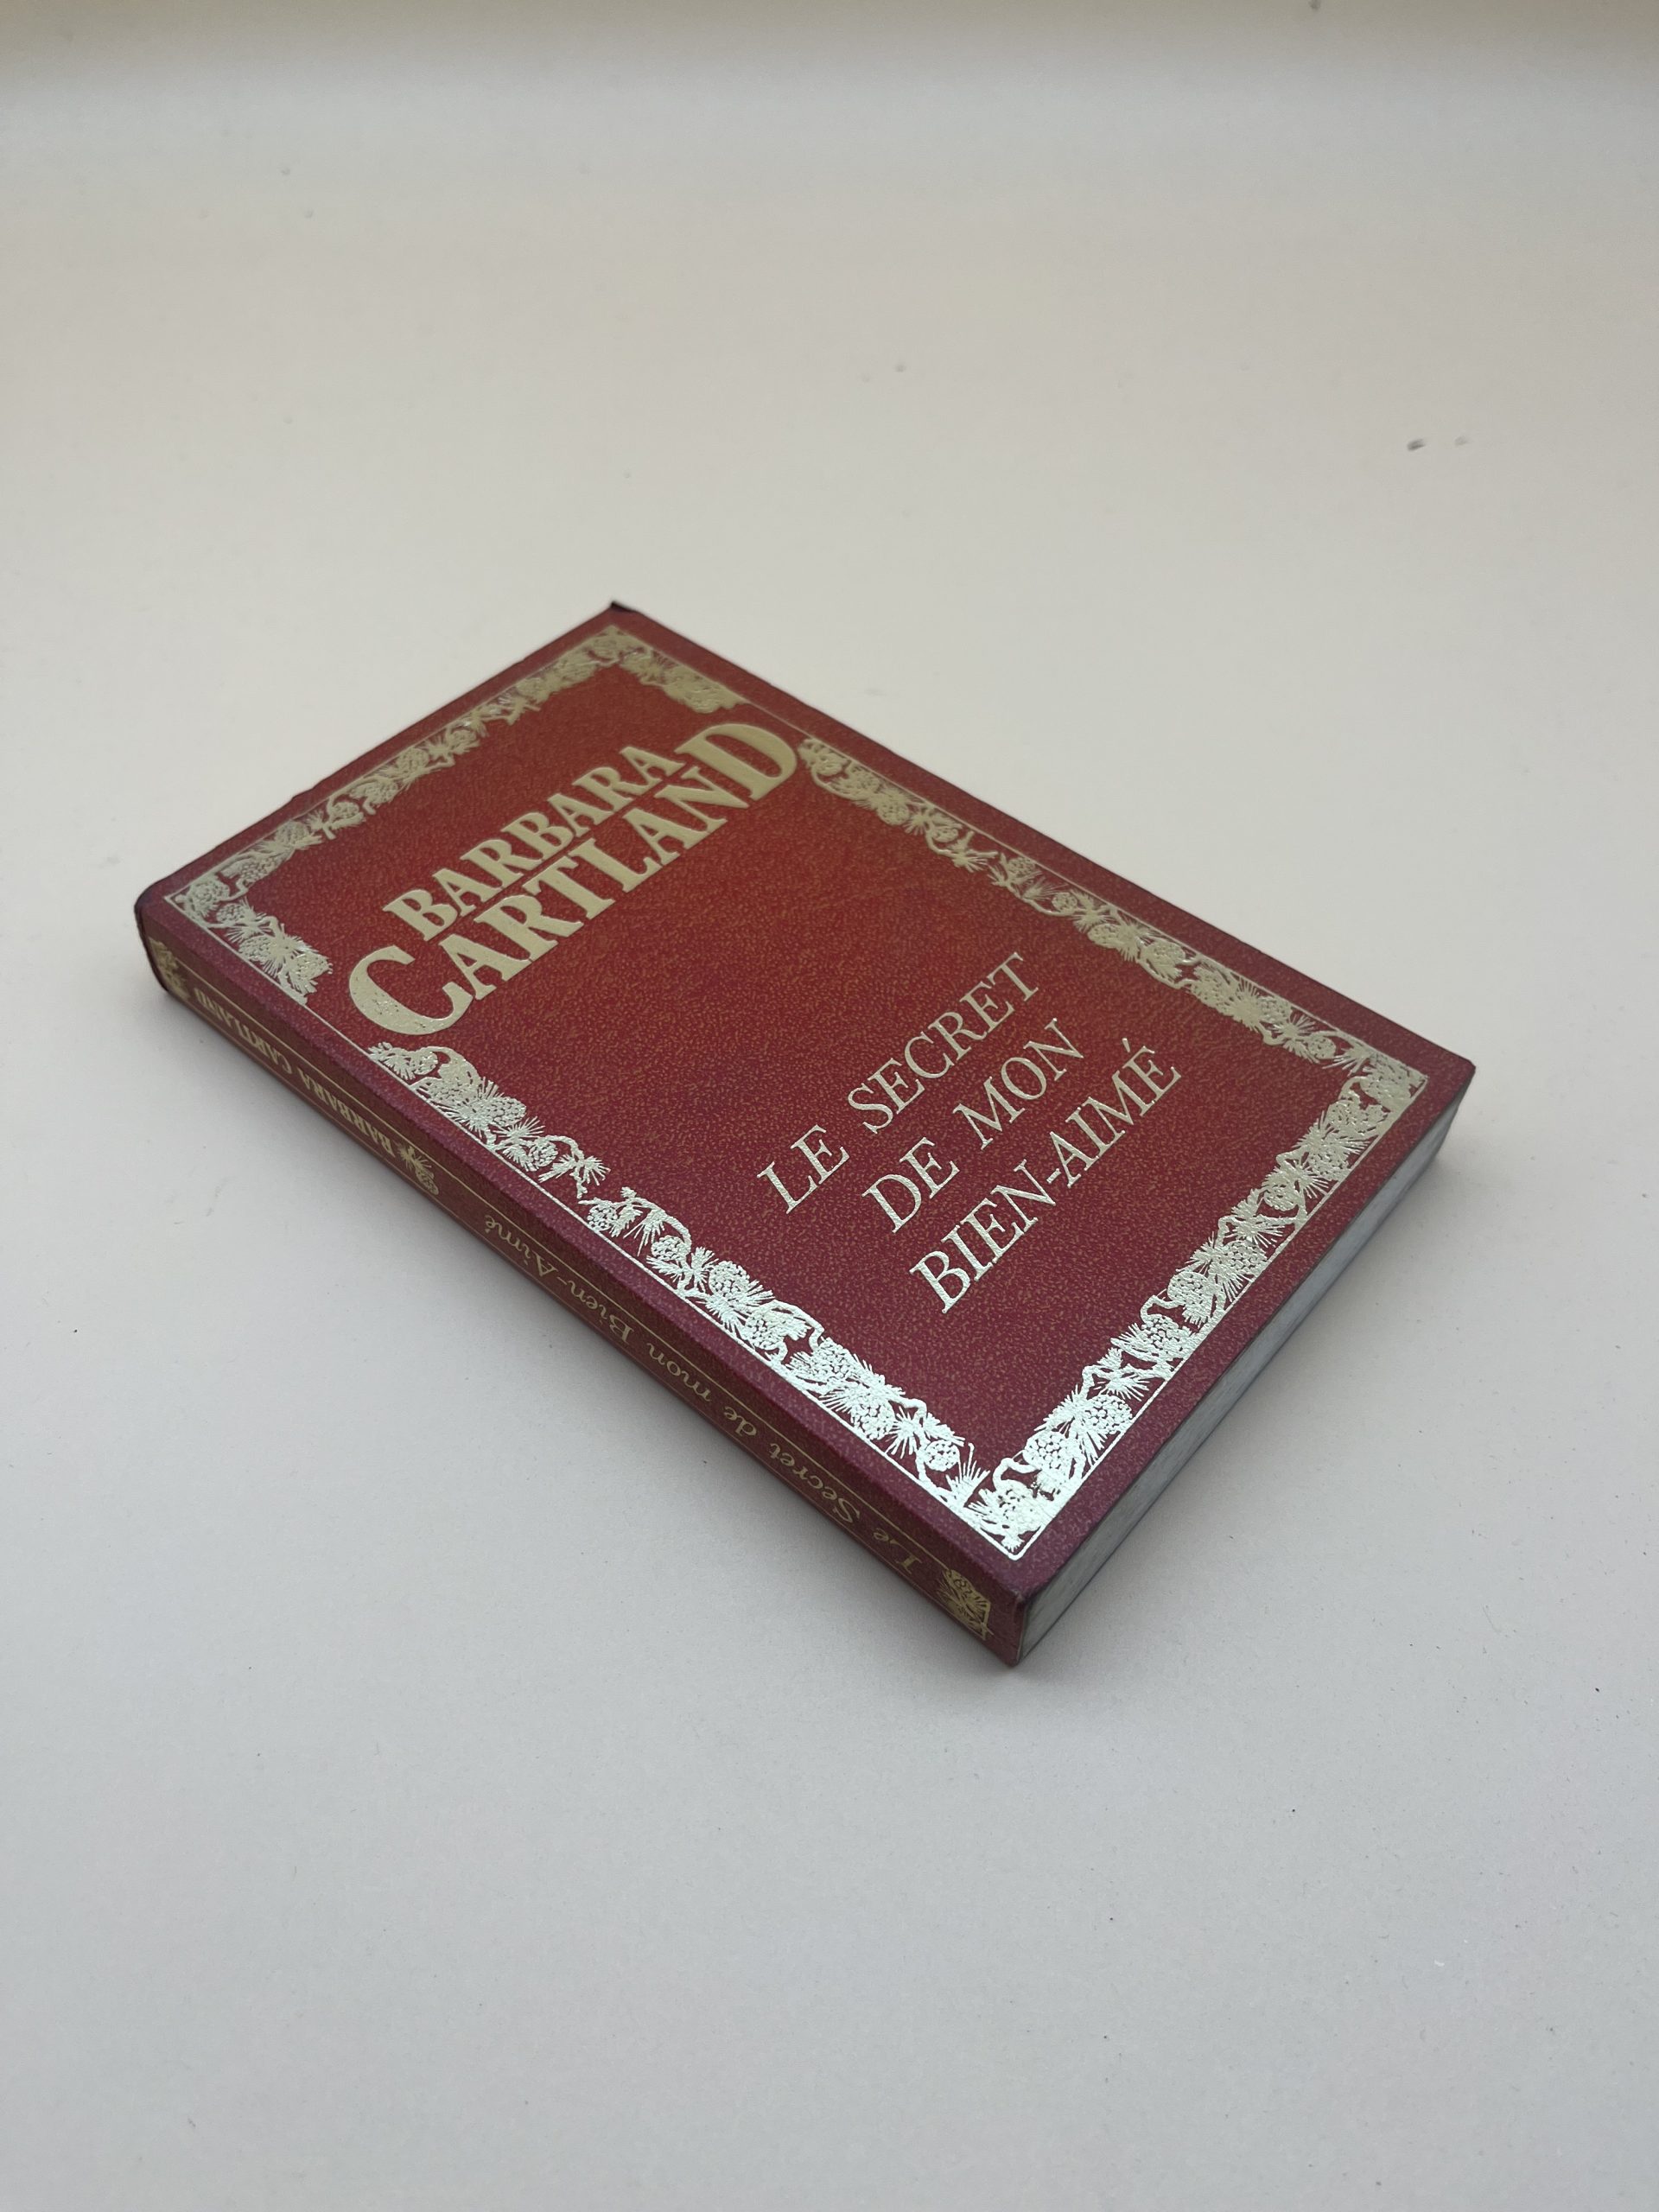 BARBARA
CARTLAND
LE SECRET
DE MON
BIEN-AIMÉ
BARBARA CARTLAND
Le Secret de mon Bien-Aimé